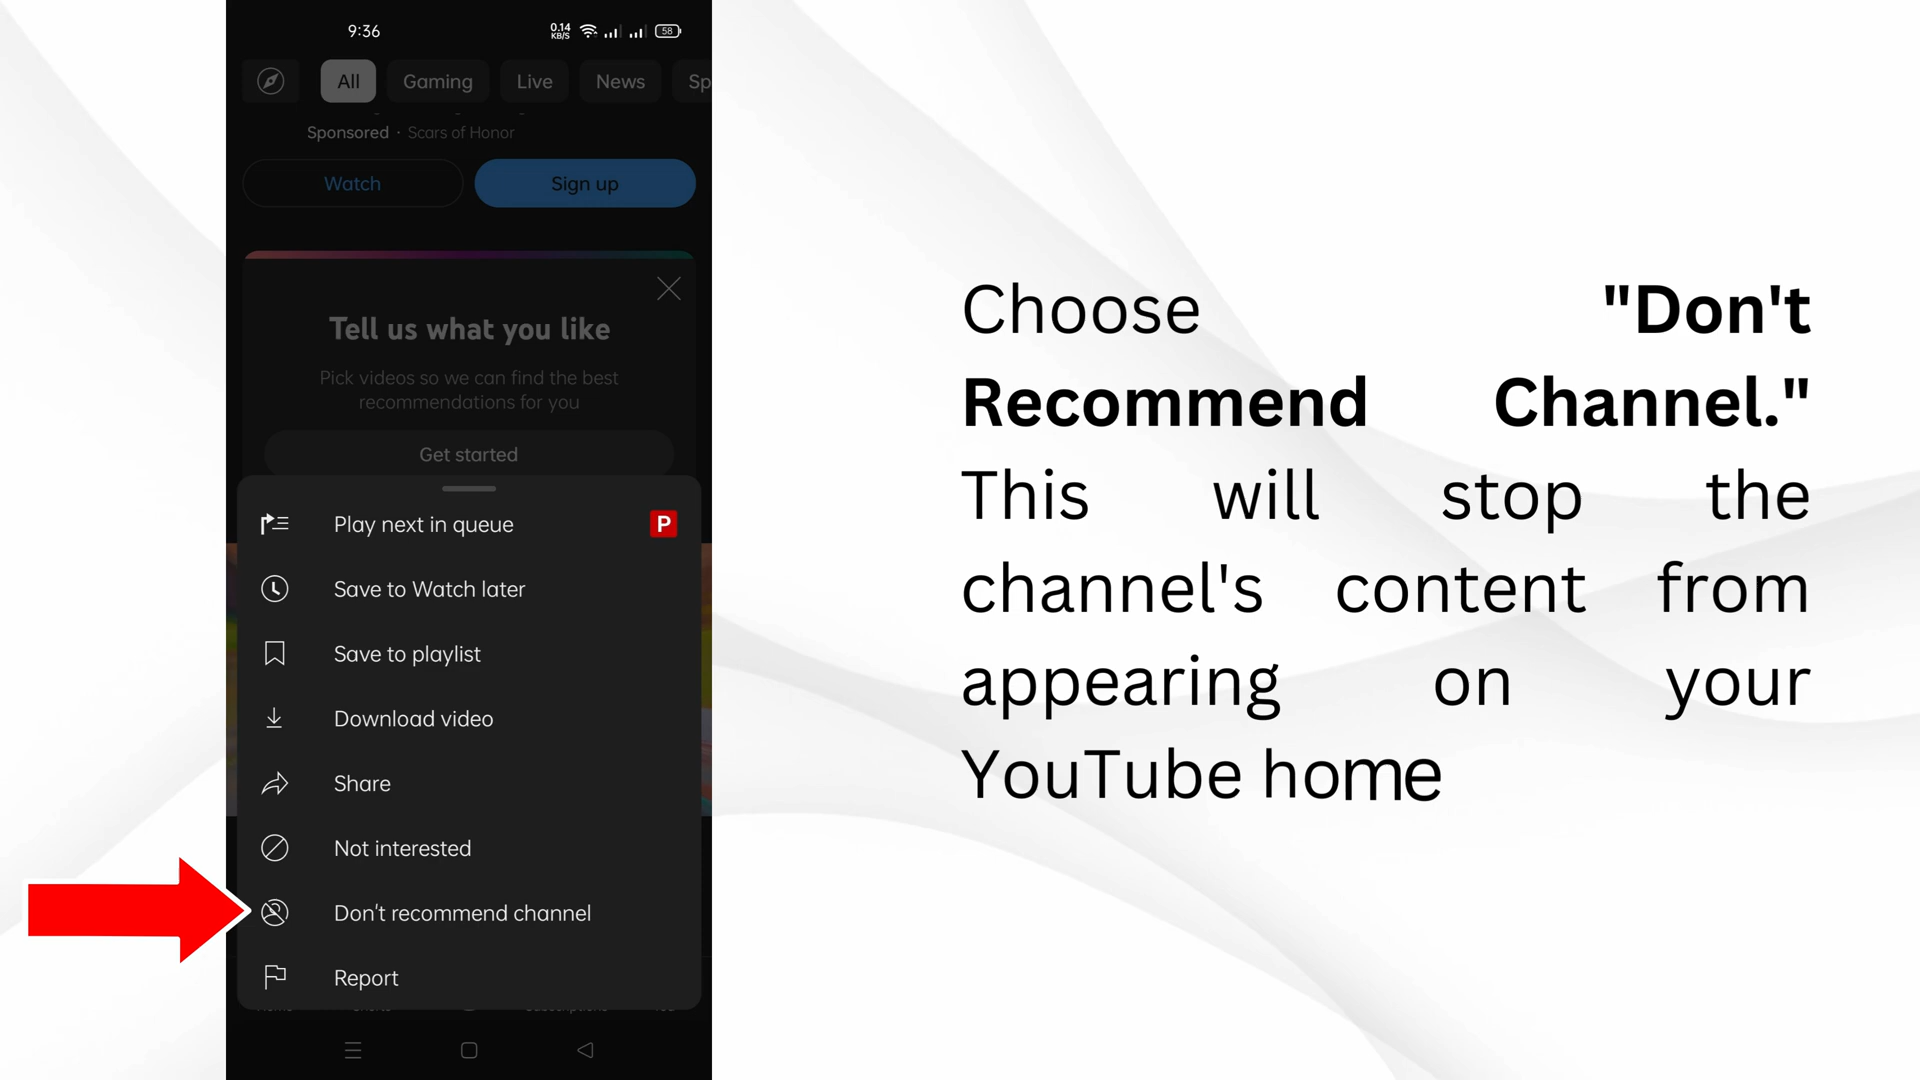 9:36
0.14
KB/S
58
All Gaming Live News Sp
Sponsored · Scars of Honor
Watch
Sign up
Tell us what you like
Pick videos so we can find the best
recommendations for you
Get started
Play next in queue
P
Save to Watch later
Save to playlist
Download video
Share
Not interested
Don't recommend channel
Report
Choose "Don't
Recommend Channel."
This will stop the
channel's content from
appearing on your
YouTube home